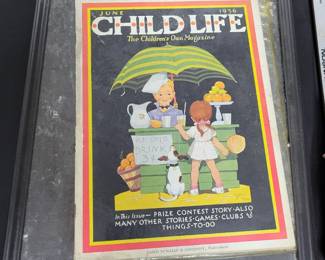 JUNE 1936
CHILD LIFE
The Children's Own Magazine
DRINK
3¢
In This Issue — PRIZE CONTEST STORY · ALSO
MANY OTHER STORIES · GAMES · CLUBS
THINGS-TO-DO